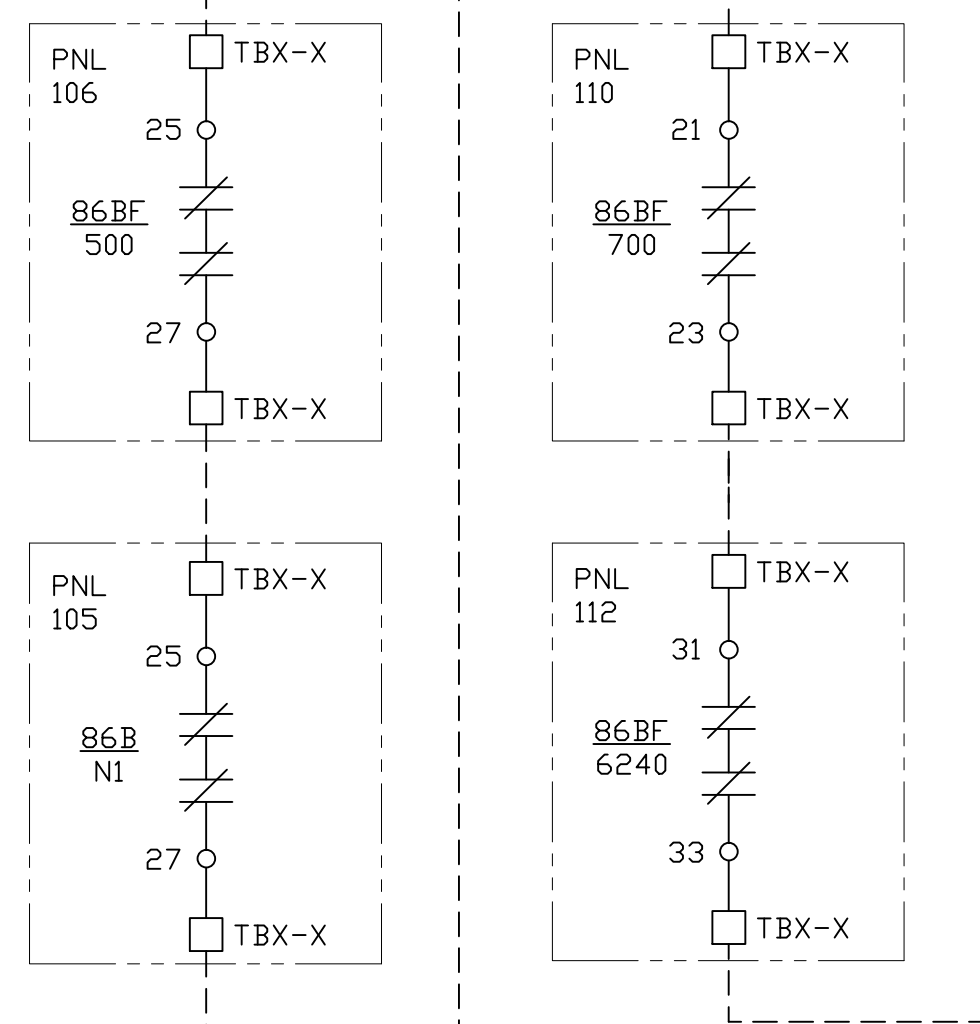 PNL
106
TBX-X
25
86BF
500
27
TBX-X
PNL
110
TBX-X
21
86BF
700
23
TBX-X
PNL
105
TBX-X
25
86B
N1
27
TBX-X
PNL
112
TBX-X
31
86BF
6240
33
TBX-X